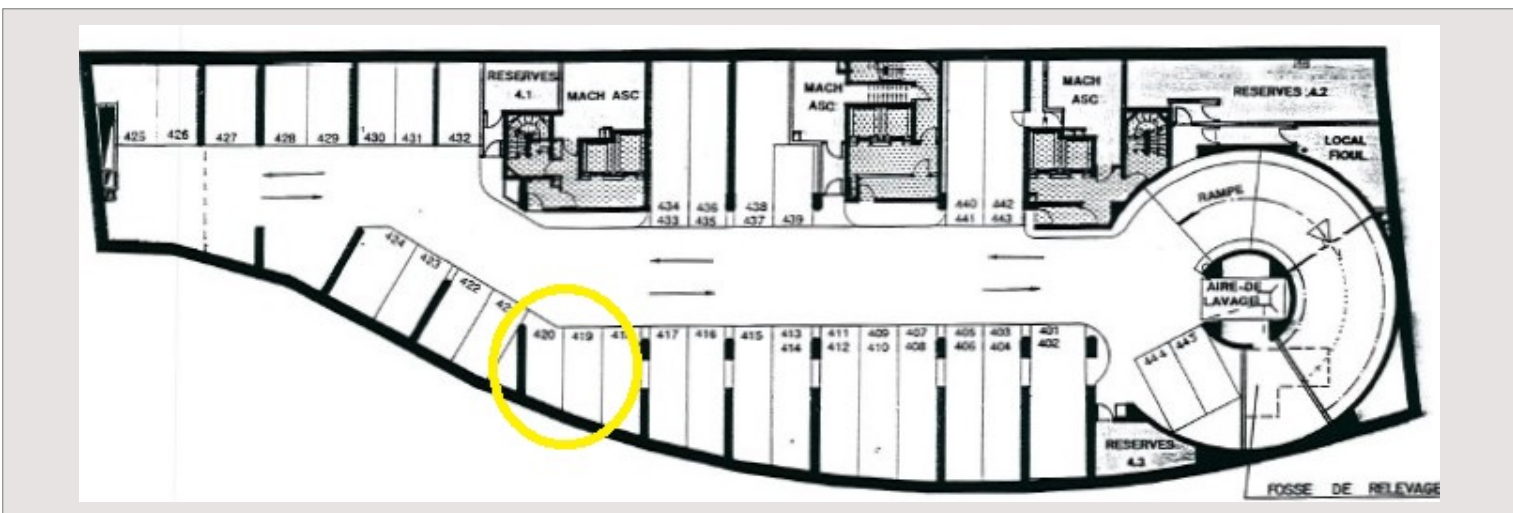 RESERVES
4.1
MACH ASC
MACH
ASC
MACH
ASC
RESERVES 4.2
LOCAL
FIOUL
425 426 427 428 429 430 431 432
RAMPE
434 436 438 440 442
433 435 437 439 441 443
424
423
422
AIRE DE
LAVAGE
420 419 418 417 416 415 413 411 409 407 405 403 401
414 412 410 408 406 404 402
444 445
RESERVES
4.3
FOSSE DE RELEVAGE